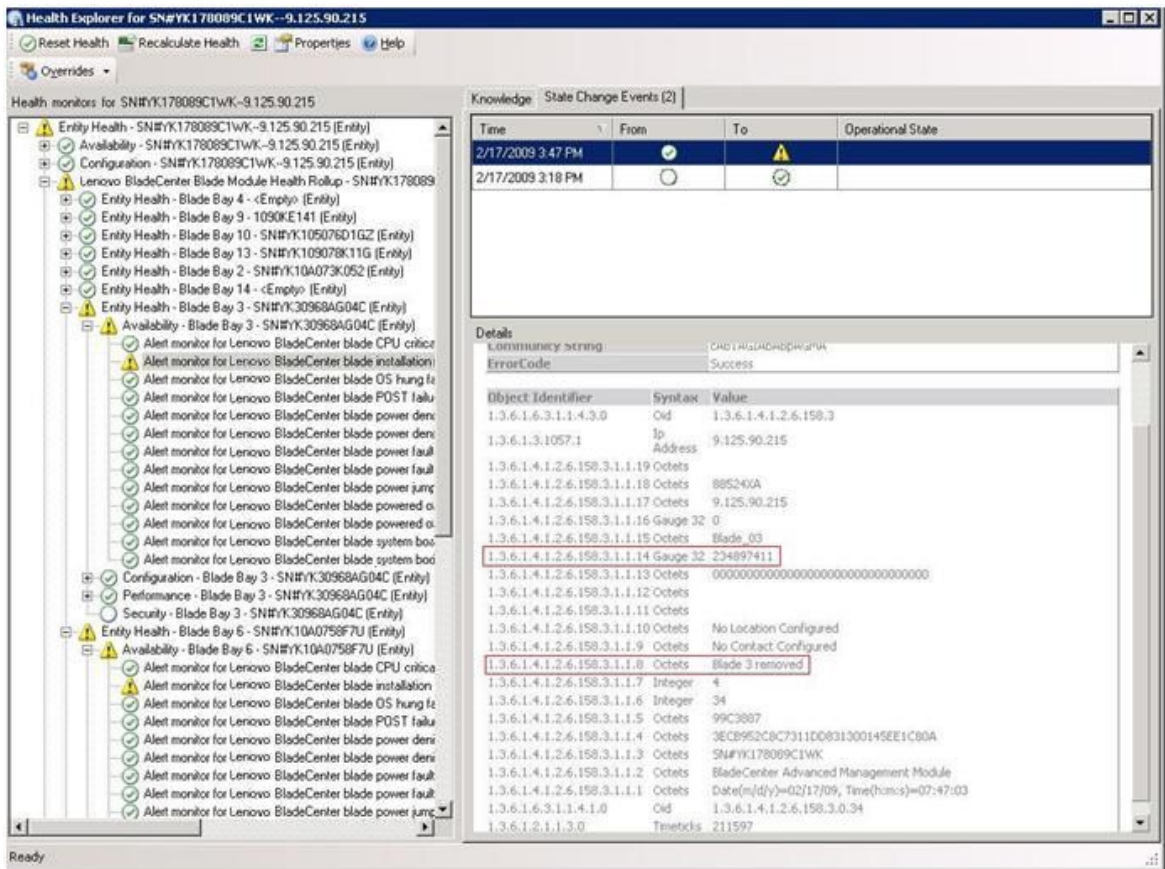 Health Explorer for SN#YK178089C1WK--9.125.90.215
Reset Health Recalculate Health Properties Help
Overrides
Health monitors for SN#YK178089C1WK--9.125.90.215
Entity Health - SN#YK178089C1WK--9.125.90.215 (Entity)
Availability - SN#YK178089C1WK--9.125.90.215 (Entity)
Configuration - SN#YK178089C1WK--9.125.90.215 (Entity)
Lenovo BladeCenter Blade Module Health Rollup - SN#YK178089
Entity Health - Blade Bay 4 - <Empty> (Entity)
Entity Health - Blade Bay 9 - 1090KE141 (Entity)
Entity Health - Blade Bay 10 - SN#YK105076D1GZ (Entity)
Entity Health - Blade Bay 13 - SN#YK109078K11G (Entity)
Entity Health - Blade Bay 2 - SN#YK10A073K052 (Entity)
Entity Health - Blade Bay 14 - <Empty> (Entity)
Entity Health - Blade Bay 3 - SN#YK30968AG04C (Entity)
Availability - Blade Bay 3 - SN#YK30968AG04C (Entity)
Alert monitor for Lenovo BladeCenter blade CPU critica
Alert monitor for Lenovo BladeCenter blade installation
Alert monitor for Lenovo BladeCenter blade OS hung fa
Alert monitor for Lenovo BladeCenter blade POST failu
Alert monitor for Lenovo BladeCenter blade power deni
Alert monitor for Lenovo BladeCenter blade power deni
Alert monitor for Lenovo BladeCenter blade power fault
Alert monitor for Lenovo BladeCenter blade power fault
Alert monitor for Lenovo BladeCenter blade power jump
Alert monitor for Lenovo BladeCenter blade powered o
Alert monitor for Lenovo BladeCenter blade powered o
Alert monitor for Lenovo BladeCenter blade system boa
Alert monitor for Lenovo BladeCenter blade system boo
Configuration - Blade Bay 3 - SN#YK30968AG04C (Entity)
Performance - Blade Bay 3 - SN#YK30968AG04C (Entity)
Security - Blade Bay 3 - SN#YK30968AG04C (Entity)
Entity Health - Blade Bay 6 - SN#YK10A0758F7U (Entity)
Availability - Blade Bay 6 - SN#YK10A0758F7U (Entity)
Alert monitor for Lenovo BladeCenter blade CPU critica
Alert monitor for Lenovo BladeCenter blade installation
Alert monitor for Lenovo BladeCenter blade OS hung fa
Alert monitor for Lenovo BladeCenter blade POST failu
Alert monitor for Lenovo BladeCenter blade power deni
Alert monitor for Lenovo BladeCenter blade power deni
Alert monitor for Lenovo BladeCenter blade power fault
Alert monitor for Lenovo BladeCenter blade power fault
Alert monitor for Lenovo BladeCenter blade power jump
Knowledge State Change Events (2)
Time From To Operational State
2/17/2009 3:47 PM
2/17/2009 3:18 PM
Details
Community String
ErrorCode Success
Object Identifier Syntax Value
1.3.6.1.6.3.1.1.4.3.0 Oid 1.3.6.1.4.1.2.6.158.3
1.3.6.1.3.1057.1 Ip Address 9.125.90.215
1.3.6.1.4.1.2.6.158.3.1.1.19 Octets
1.3.6.1.4.1.2.6.158.3.1.1.18 Octets 88524XA
1.3.6.1.4.1.2.6.158.3.1.1.17 Octets 9.125.90.215
1.3.6.1.4.1.2.6.158.3.1.1.16 Gauge 32 0
1.3.6.1.4.1.2.6.158.3.1.1.15 Octets Blade_03
1.3.6.1.4.1.2.6.158.3.1.1.14 Gauge 32 234897411
1.3.6.1.4.1.2.6.158.3.1.1.13 Octets 00000000000000000000000000000000
1.3.6.1.4.1.2.6.158.3.1.1.12 Octets
1.3.6.1.4.1.2.6.158.3.1.1.11 Octets
1.3.6.1.4.1.2.6.158.3.1.1.10 Octets No Location Configured
1.3.6.1.4.1.2.6.158.3.1.1.9 Octets No Contact Configured
1.3.6.1.4.1.2.6.158.3.1.1.8 Octets Blade 3 removed
1.3.6.1.4.1.2.6.158.3.1.1.7 Integer 4
1.3.6.1.4.1.2.6.158.3.1.1.6 Integer 34
1.3.6.1.4.1.2.6.158.3.1.1.5 Octets 99C3887
1.3.6.1.4.1.2.6.158.3.1.1.4 Octets 3ECB952C8C7311DD831300145EE1C80A
1.3.6.1.4.1.2.6.158.3.1.1.3 Octets SN#YK178089C1WK
1.3.6.1.4.1.2.6.158.3.1.1.2 Octets BladeCenter Advanced Management Module
1.3.6.1.4.1.2.6.158.3.1.1.1 Octets Date(m/d/y)=02/17/09, Time(h:m:s)=07:47:03
1.3.6.1.6.3.1.1.4.1.0 Oid 1.3.6.1.4.1.2.6.158.3.0.34
1.3.6.1.2.1.1.3.0 Timeticks 211597
Ready